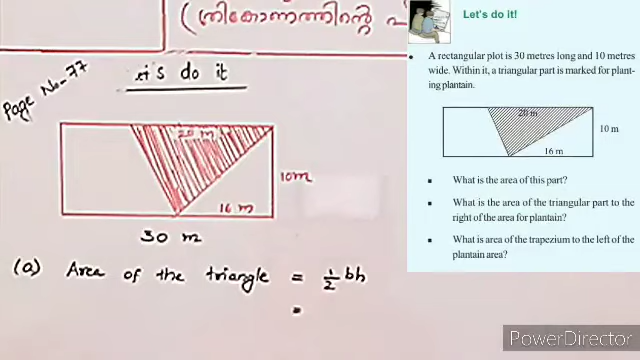 (ത്രികോണത്തിന്റെ
Page No-77
Let's do it
20 m
10m
16 m
30 m
(a) Area of the triangle = 1/2 bh
=
Let's do it!
• A rectangular plot is 30 metres long and 10 metres
wide. Within it, a triangular part is marked for plant-
ing plantain.
20 m
10 m
16 m
▪ What is the area of this part?
▪ What is the area of the triangular part to the
right of the area for plantain?
▪ What is area of the trapezium to the left of the
plantain area?
POWERED BY
PowerDirector